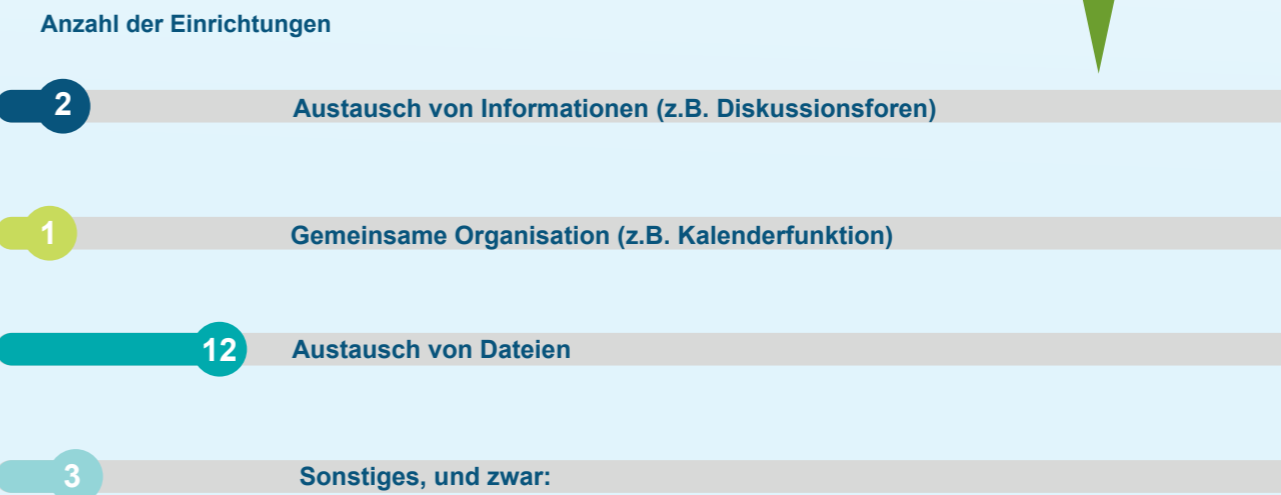 Anzahl der Einrichtungen
2 Austausch von Informationen (z.B. Diskussionsforen)
1 Gemeinsame Organisation (z.B. Kalenderfunktion)
12 Austausch von Dateien
3 Sonstiges, und zwar: